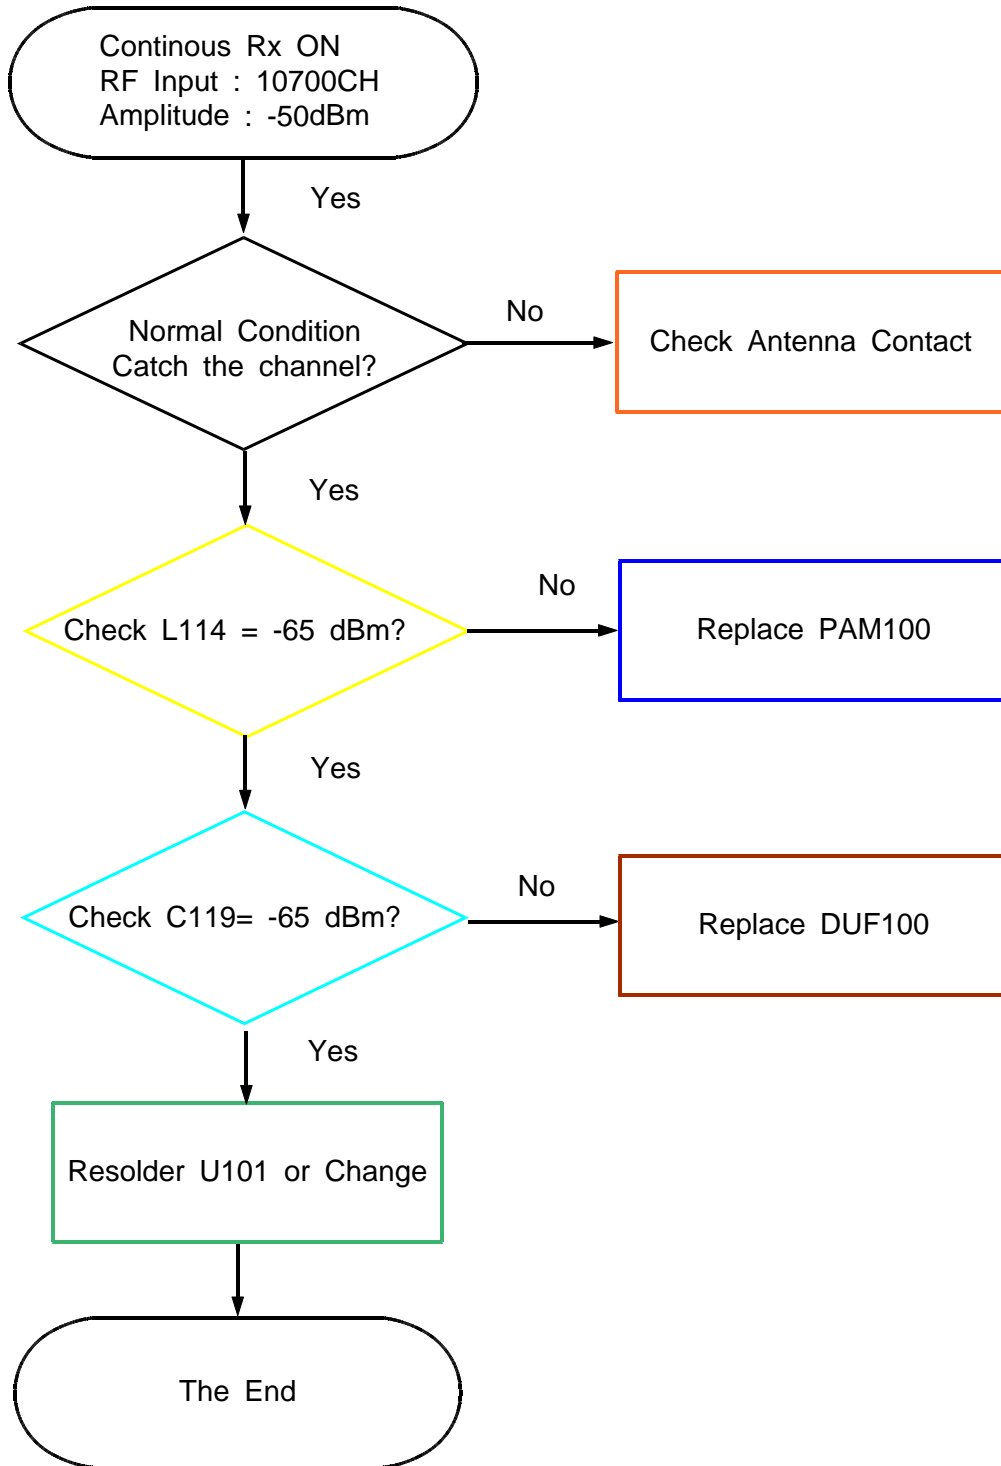 Continous Rx ON
RF Input : 10700CH
Amplitude : -50dBm
Yes
Normal Condition
Catch the channel?
No
Check Antenna Contact
Yes
Check L114 = -65 dBm?
No
Replace PAM100
Yes
Check C119= -65 dBm?
No
Replace DUF100
Yes
Resolder U101 or Change
The End